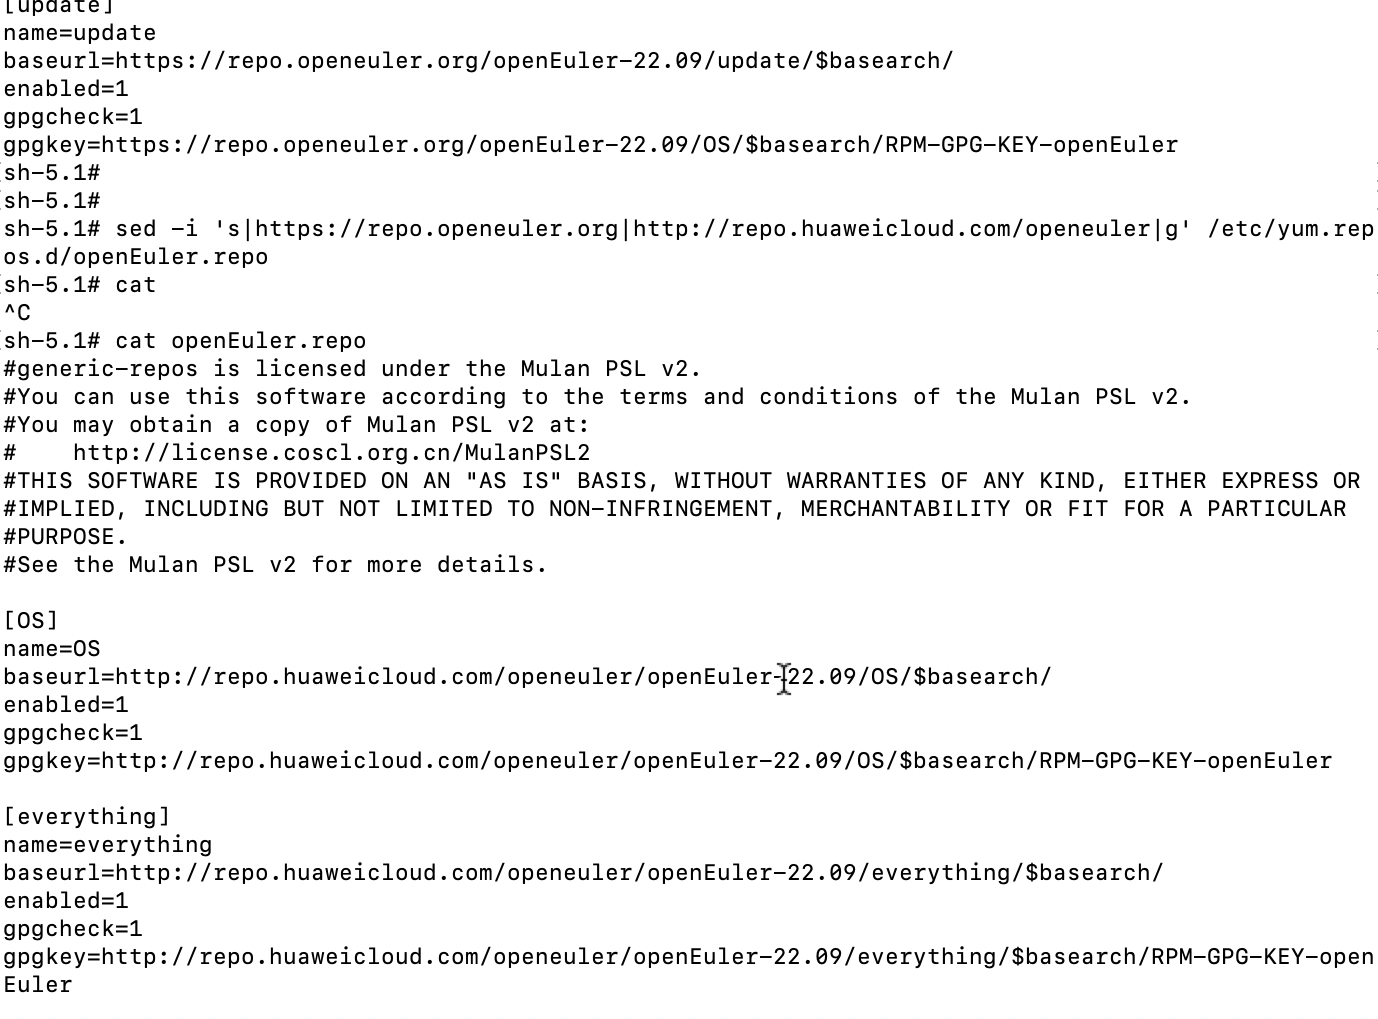 [update]
name=update
baseurl=https://repo.openeuler.org/openEuler-22.09/update/$basearch/
enabled=1
gpgcheck=1
gpgkey=https://repo.openeuler.org/openEuler-22.09/OS/$basearch/RPM-GPG-KEY-openEuler
sh-5.1#
sh-5.1#
sh-5.1# sed -i 's|https://repo.openeuler.org|http://repo.huaweicloud.com/openeuler|g' /etc/yum.rep
os.d/openEuler.repo
sh-5.1# cat
^C
sh-5.1# cat openEuler.repo
#generic-repos is licensed under the Mulan PSL v2.
#You can use this software according to the terms and conditions of the Mulan PSL v2.
#You may obtain a copy of Mulan PSL v2 at:
#    http://license.coscl.org.cn/MulanPSL2
#THIS SOFTWARE IS PROVIDED ON AN "AS IS" BASIS, WITHOUT WARRANTIES OF ANY KIND, EITHER EXPRESS OR
#IMPLIED, INCLUDING BUT NOT LIMITED TO NON-INFRINGEMENT, MERCHANTABILITY OR FIT FOR A PARTICULAR
#PURPOSE.
#See the Mulan PSL v2 for more details.

[OS]
name=OS
baseurl=http://repo.huaweicloud.com/openeuler/openEuler-22.09/OS/$basearch/
enabled=1
gpgcheck=1
gpgkey=http://repo.huaweicloud.com/openeuler/openEuler-22.09/OS/$basearch/RPM-GPG-KEY-openEuler

[everything]
name=everything
baseurl=http://repo.huaweicloud.com/openeuler/openEuler-22.09/everything/$basearch/
enabled=1
gpgcheck=1
gpgkey=http://repo.huaweicloud.com/openeuler/openEuler-22.09/everything/$basearch/RPM-GPG-KEY-open
Euler